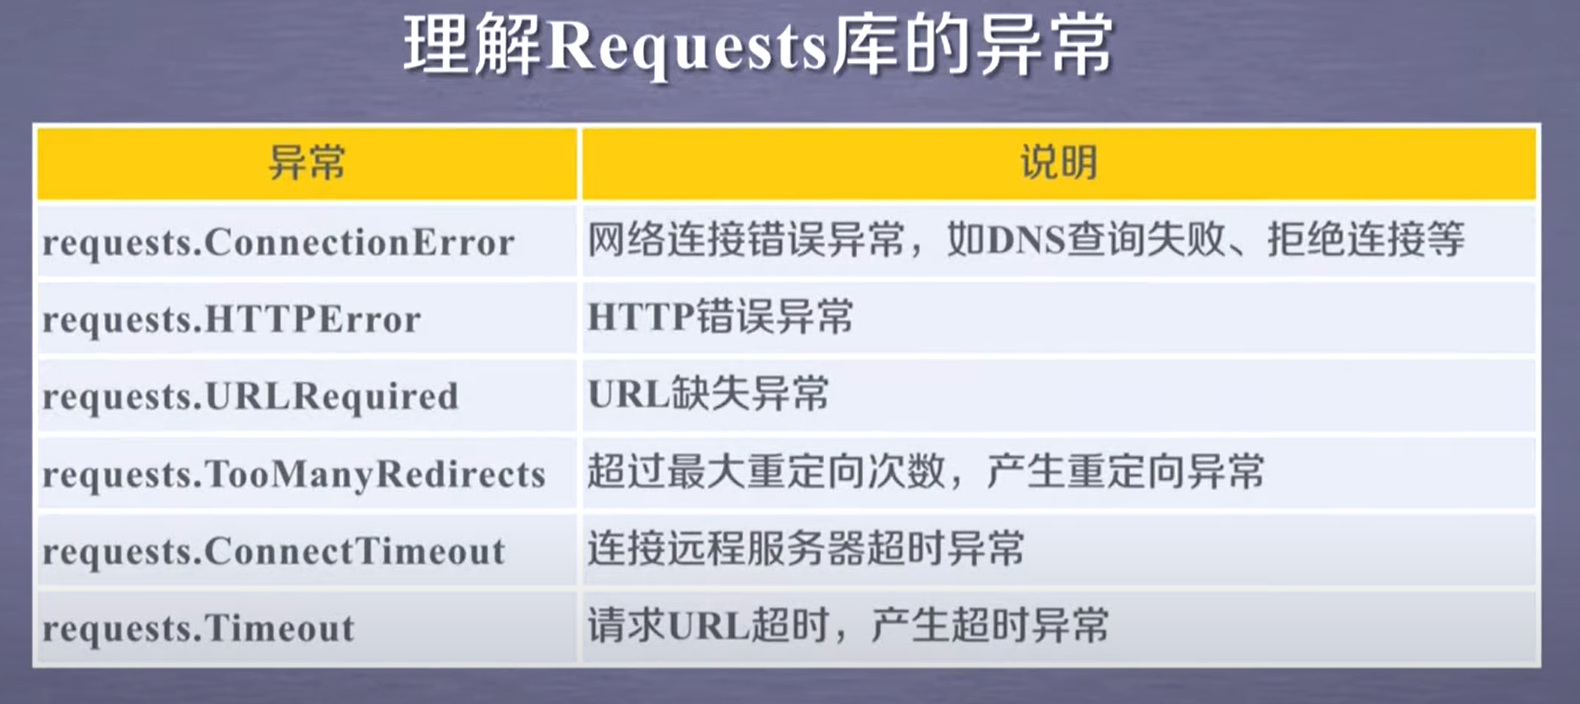 理解Requests库的异常
异常 说明
requests.ConnectionError 网络连接错误异常，如DNS查询失败、拒绝连接等
requests.HTTPError HTTP错误异常
requests.URLRequired URL缺失异常
requests.TooManyRedirects 超过最大重定向次数，产生重定向异常
requests.ConnectTimeout 连接远程服务器超时异常
requests.Timeout 请求URL超时，产生超时异常